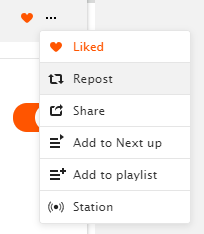 Liked
Repost
Share
Add to Next up
Add to playlist
Station